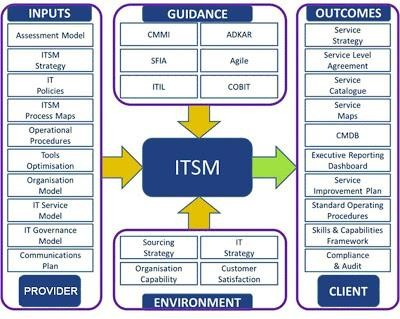 INPUTS
Assessment Model
ITSM
Strategy
IT
Policies
ITSM
Process Maps
Operational
Procedures
Tools
Optimisation
Organisation
Model
IT Service
Model
IT Governance
Model
Communications
Plan
PROVIDER
GUIDANCE
CMMI
ADKAR
SFIA
Agile
ITIL
COBIT
ITSM
Sourcing
Strategy
IT
Strategy
Organisation
Capability
Customer
Satisfaction
ENVIRONMENT
OUTCOMES
Service
Strategy
Service Level
Agreement
Service
Catalogue
Service
Maps
CMDB
Executive Reporting
Dashboard
Service
Improvement Plan
Standard Operating
Procedures
Skills & Capabilities
Framework
Compliance
& Audit
CLIENT